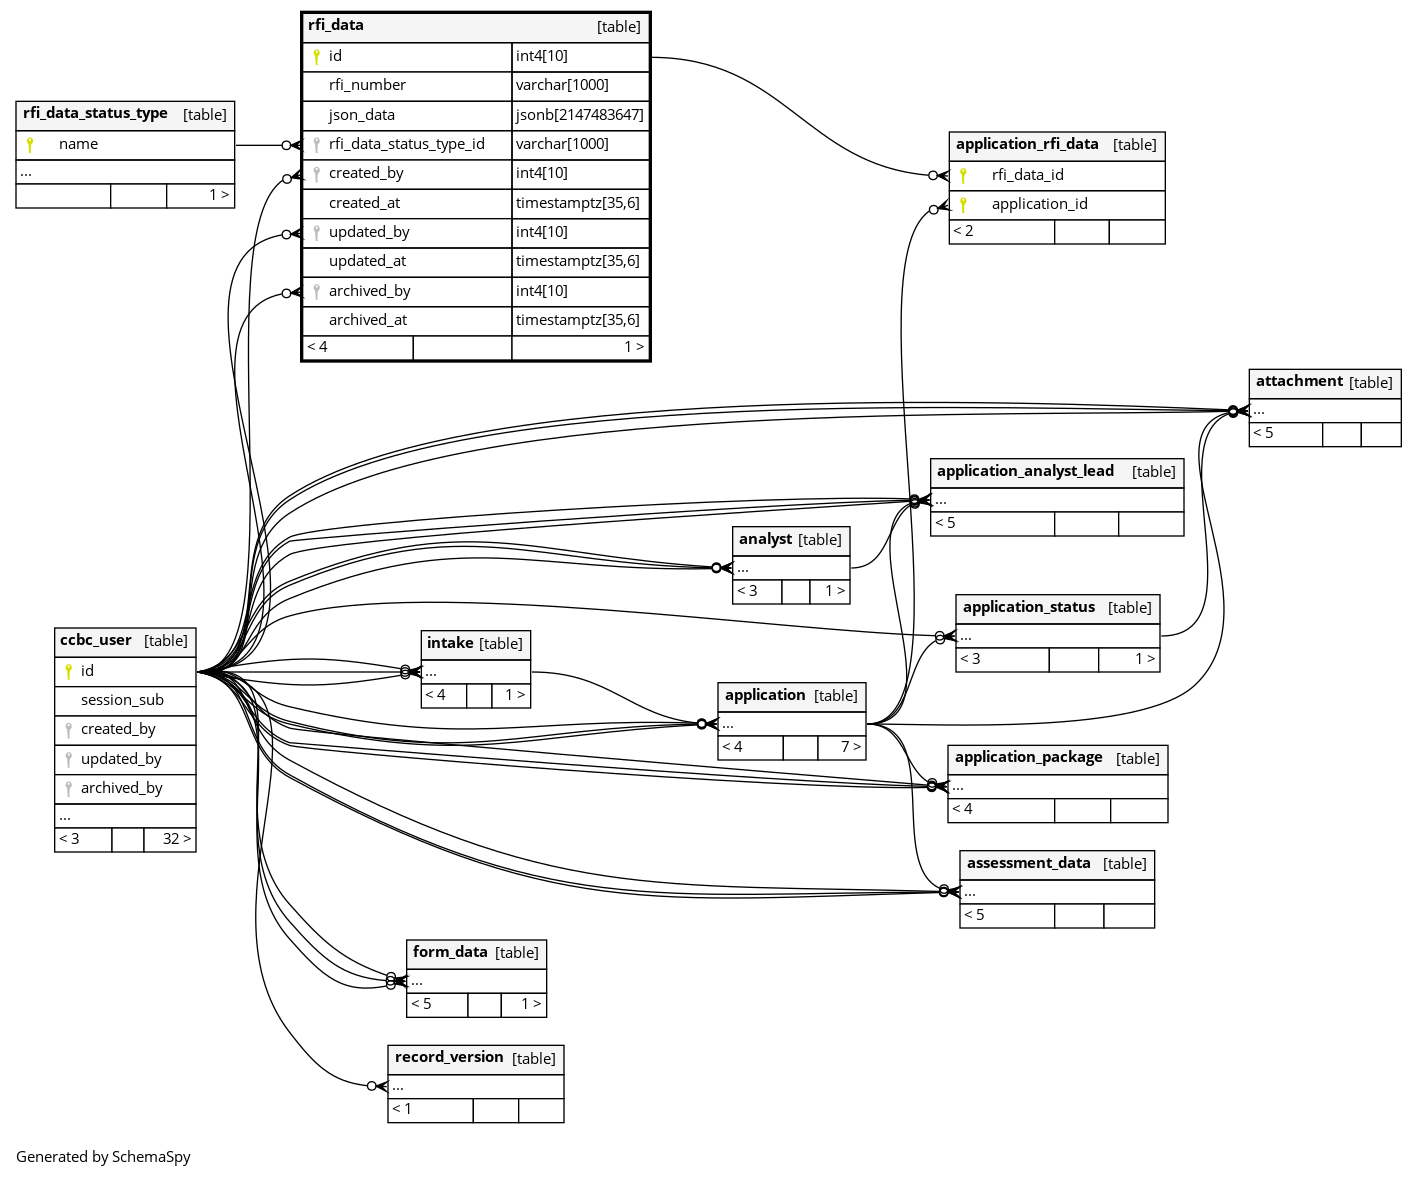 rfi_data [table]
id int4[10]
rfi_number varchar[1000]
json_data jsonb[2147483647]
rfi_data_status_type_id varchar[1000]
created_by int4[10]
created_at timestamptz[35,6]
updated_by int4[10]
updated_at timestamptz[35,6]
archived_by int4[10]
archived_at timestamptz[35,6]
< 4 1 >
rfi_data_status_type [table]
name
...
1 >
application_rfi_data [table]
rfi_data_id
application_id
< 2
attachment [table]
...
< 5
application_analyst_lead [table]
...
< 5
analyst [table]
...
< 3 1 >
application_status [table]
...
< 3 1 >
ccbc_user [table]
id
session_sub
created_by
updated_by
archived_by
...
< 3 32 >
intake [table]
...
< 4 1 >
application [table]
...
< 4 7 >
application_package [table]
...
< 4
assessment_data [table]
...
< 5
form_data [table]
...
< 5 1 >
record_version [table]
...
< 1
Generated by SchemaSpy